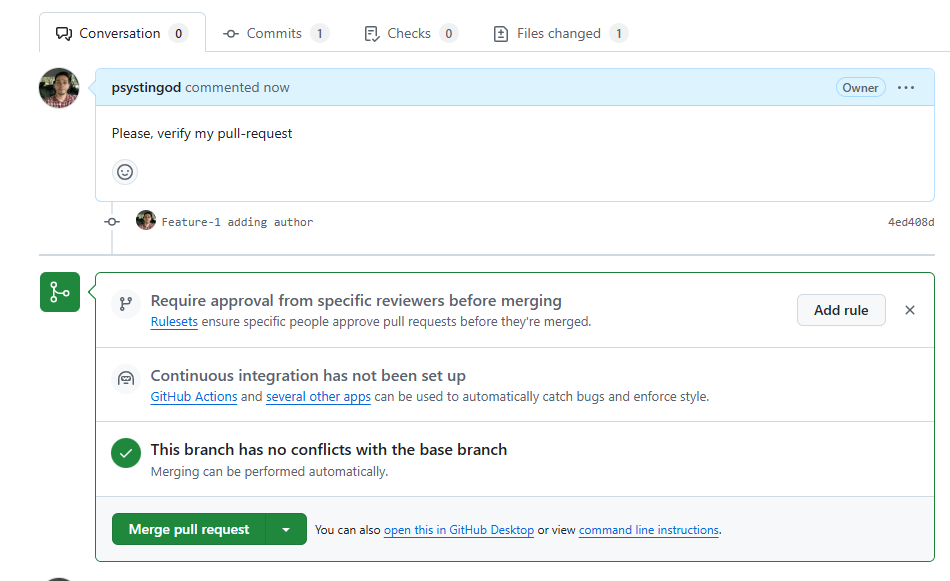 Conversation 0 Commits 1 Checks 0 Files changed 1
psystingod commented now Owner
Please, verify my pull-request
Feature-1 adding author 4ed408d
Require approval from specific reviewers before merging
Rulesets ensure specific people approve pull requests before they're merged.
Add rule
Continuous integration has not been set up
GitHub Actions and several other apps can be used to automatically catch bugs and enforce style.
This branch has no conflicts with the base branch
Merging can be performed automatically.
Merge pull request You can also open this in GitHub Desktop or view command line instructions.